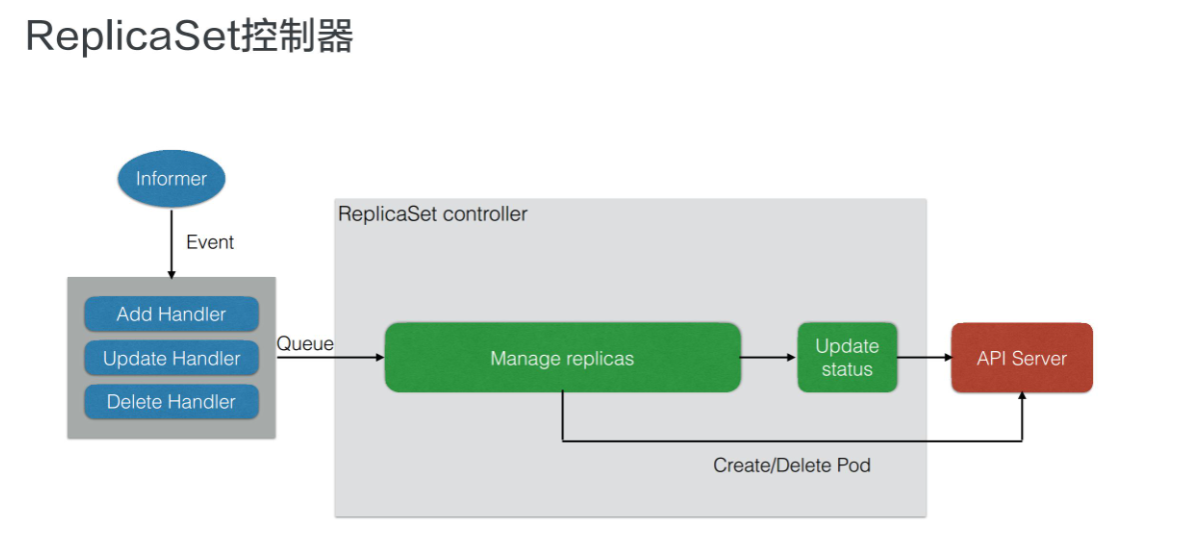 ReplicaSet控制器
Informer
Event
Add Handler
Update Handler
Delete Handler
Queue
ReplicaSet controller
Manage replicas
Update
status
API Server
Create/Delete Pod